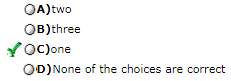 A)two
B)three
C)one
D)None of the choices are correct